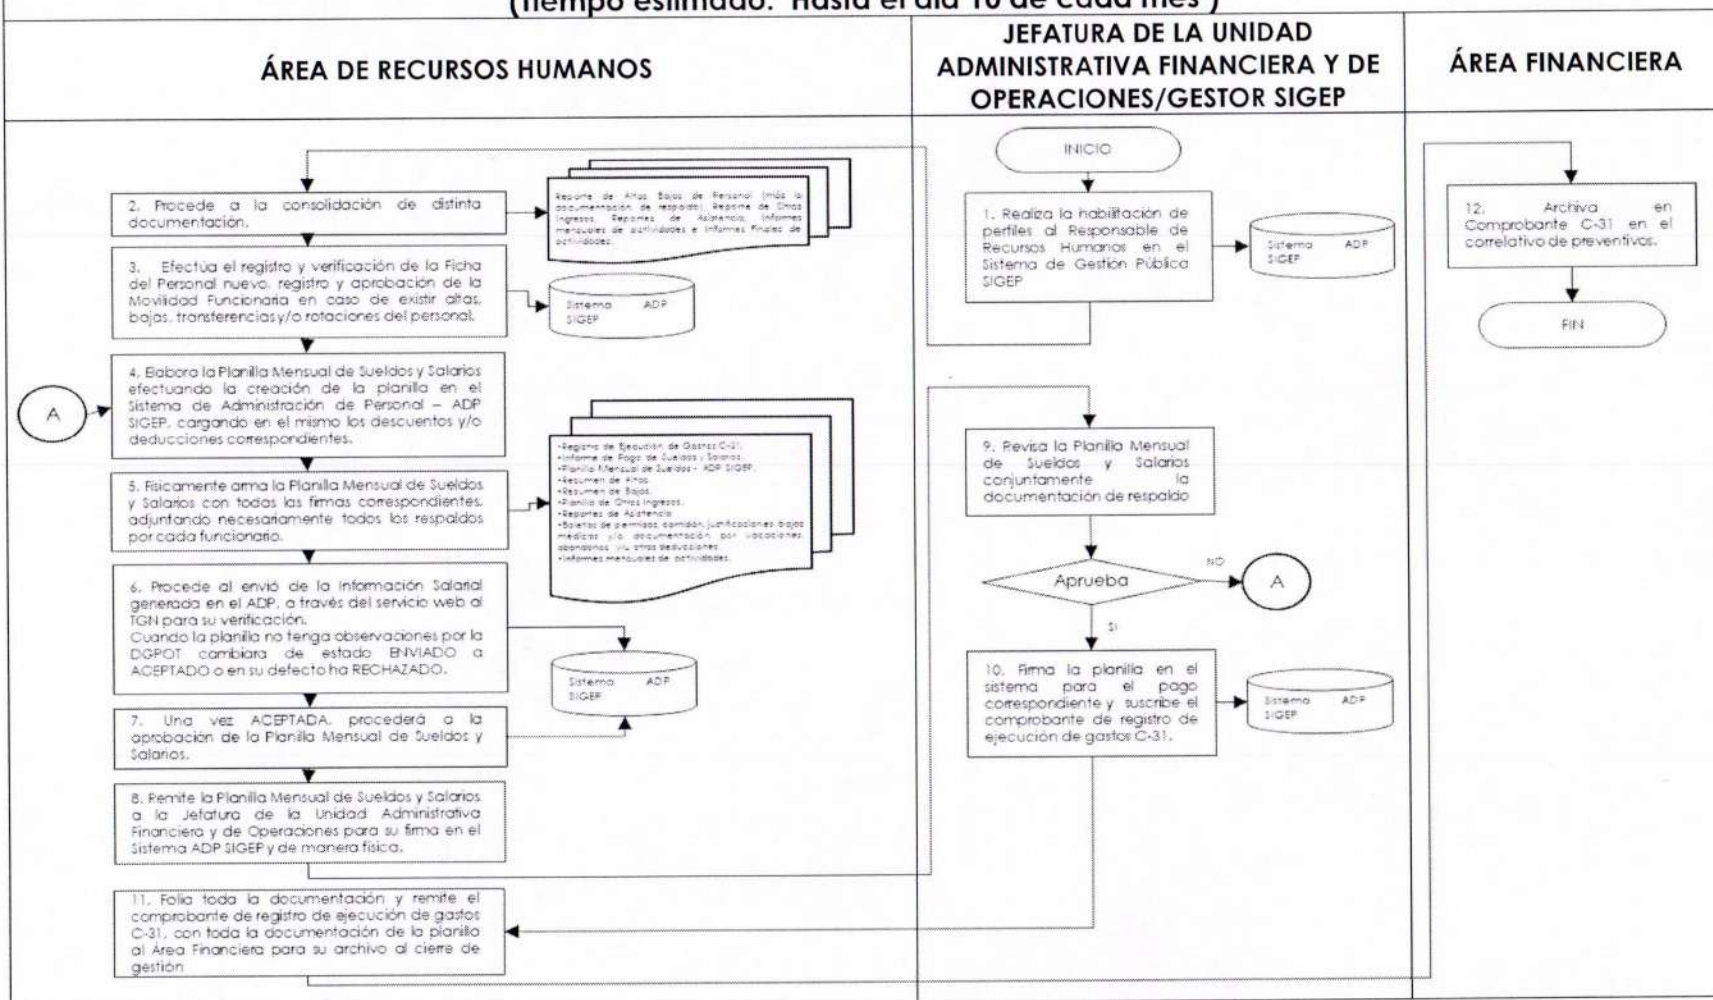 (Tiempo estimado: Hasta el día 10 de cada mes )
ÁREA DE RECURSOS HUMANOS
JEFATURA DE LA UNIDAD
ADMINISTRATIVA FINANCIERA Y DE
OPERACIONES/GESTOR SIGEP
ÁREA FINANCIERA
INICIO
1. Realiza la habilitación de
perfiles al Responsable de
Recursos Humanos en el
Sistema de Gestión Pública
SIGEP
Sistema ADP
SIGEP
2. Procede a la consolidación de distinta
documentación.
Reporte de Altas Bajas de Personal (más la
documentación de respaldo), Reporte de Otros
Ingresos, Reportes de Asistencia, Informes
mensuales de actividades e Informes Finales de
actividades.
3. Efectúa el registro y verificación de la Ficha
del Personal nuevo, registro y aprobación de la
Movilidad Funcionaria en caso de existir altas,
bajas, transferencias y/o rotaciones del personal.
Sistema ADP
SIGEP
A
4. Elabora la Planilla Mensual de Sueldos y Salarios
efectuando la creación de la planilla en el
Sistema de Administración de Personal – ADP
SIGEP, cargando en el mismo los descuentos y/o
deducciones correspondientes.
5. Físicamente arma la Planilla Mensual de Sueldos
y Salarios con todas las firmas correspondientes,
adjuntando necesariamente todos los respaldos
por cada funcionario.
•Registro de Ejecución de Gastos C-31.
•Informe de Pago de Sueldos y Salarios.
•Planilla Mensual de Sueldos - ADP SIGEP.
•Resumen de Altas.
•Resumen de Bajas.
•Planilla de Otros Ingresos.
•Reportes de Asistencia
•Boletas de permisos, comisión, justificaciones, bajas
médicas y/o documentación por vacaciones,
abandonos y/u otras deducciones.
•Informes mensuales de actividades.
6. Procede al envió de la Información Salarial
generada en el ADP, a través del servicio web al
TGN para su verificación.
Cuando la planilla no tenga observaciones por la
DGPOT cambiara de estado ENVIADO a
ACEPTADO o en su defecto ha RECHAZADO.
Sistema ADP
SIGEP
7. Una vez ACEPTADA, procederá a la
aprobación de la Planilla Mensual de Sueldos y
Salarios.
8. Remite la Planilla Mensual de Sueldos y Salarios
a la Jefatura de la Unidad Administrativa
Financiera y de Operaciones para su firma en el
Sistema ADP SIGEP y de manera física.
9. Revisa la Planilla Mensual
de Sueldos y Salarios
conjuntamente la
documentación de respaldo
Aprueba
NO
A
SI
10. Firma la planilla en el
sistema para el pago
correspondiente y suscribe el
comprobante de registro de
ejecución de gastos C-31.
Sistema ADP
SIGEP
11. Folia toda la documentación y remite el
comprobante de registro de ejecución de gastos
C-31, con toda la documentación de la planilla
al Área Financiera para su archivo al cierre de
gestión
12. Archiva en
Comprobante C-31 en el
correlativo de preventivos.
FIN